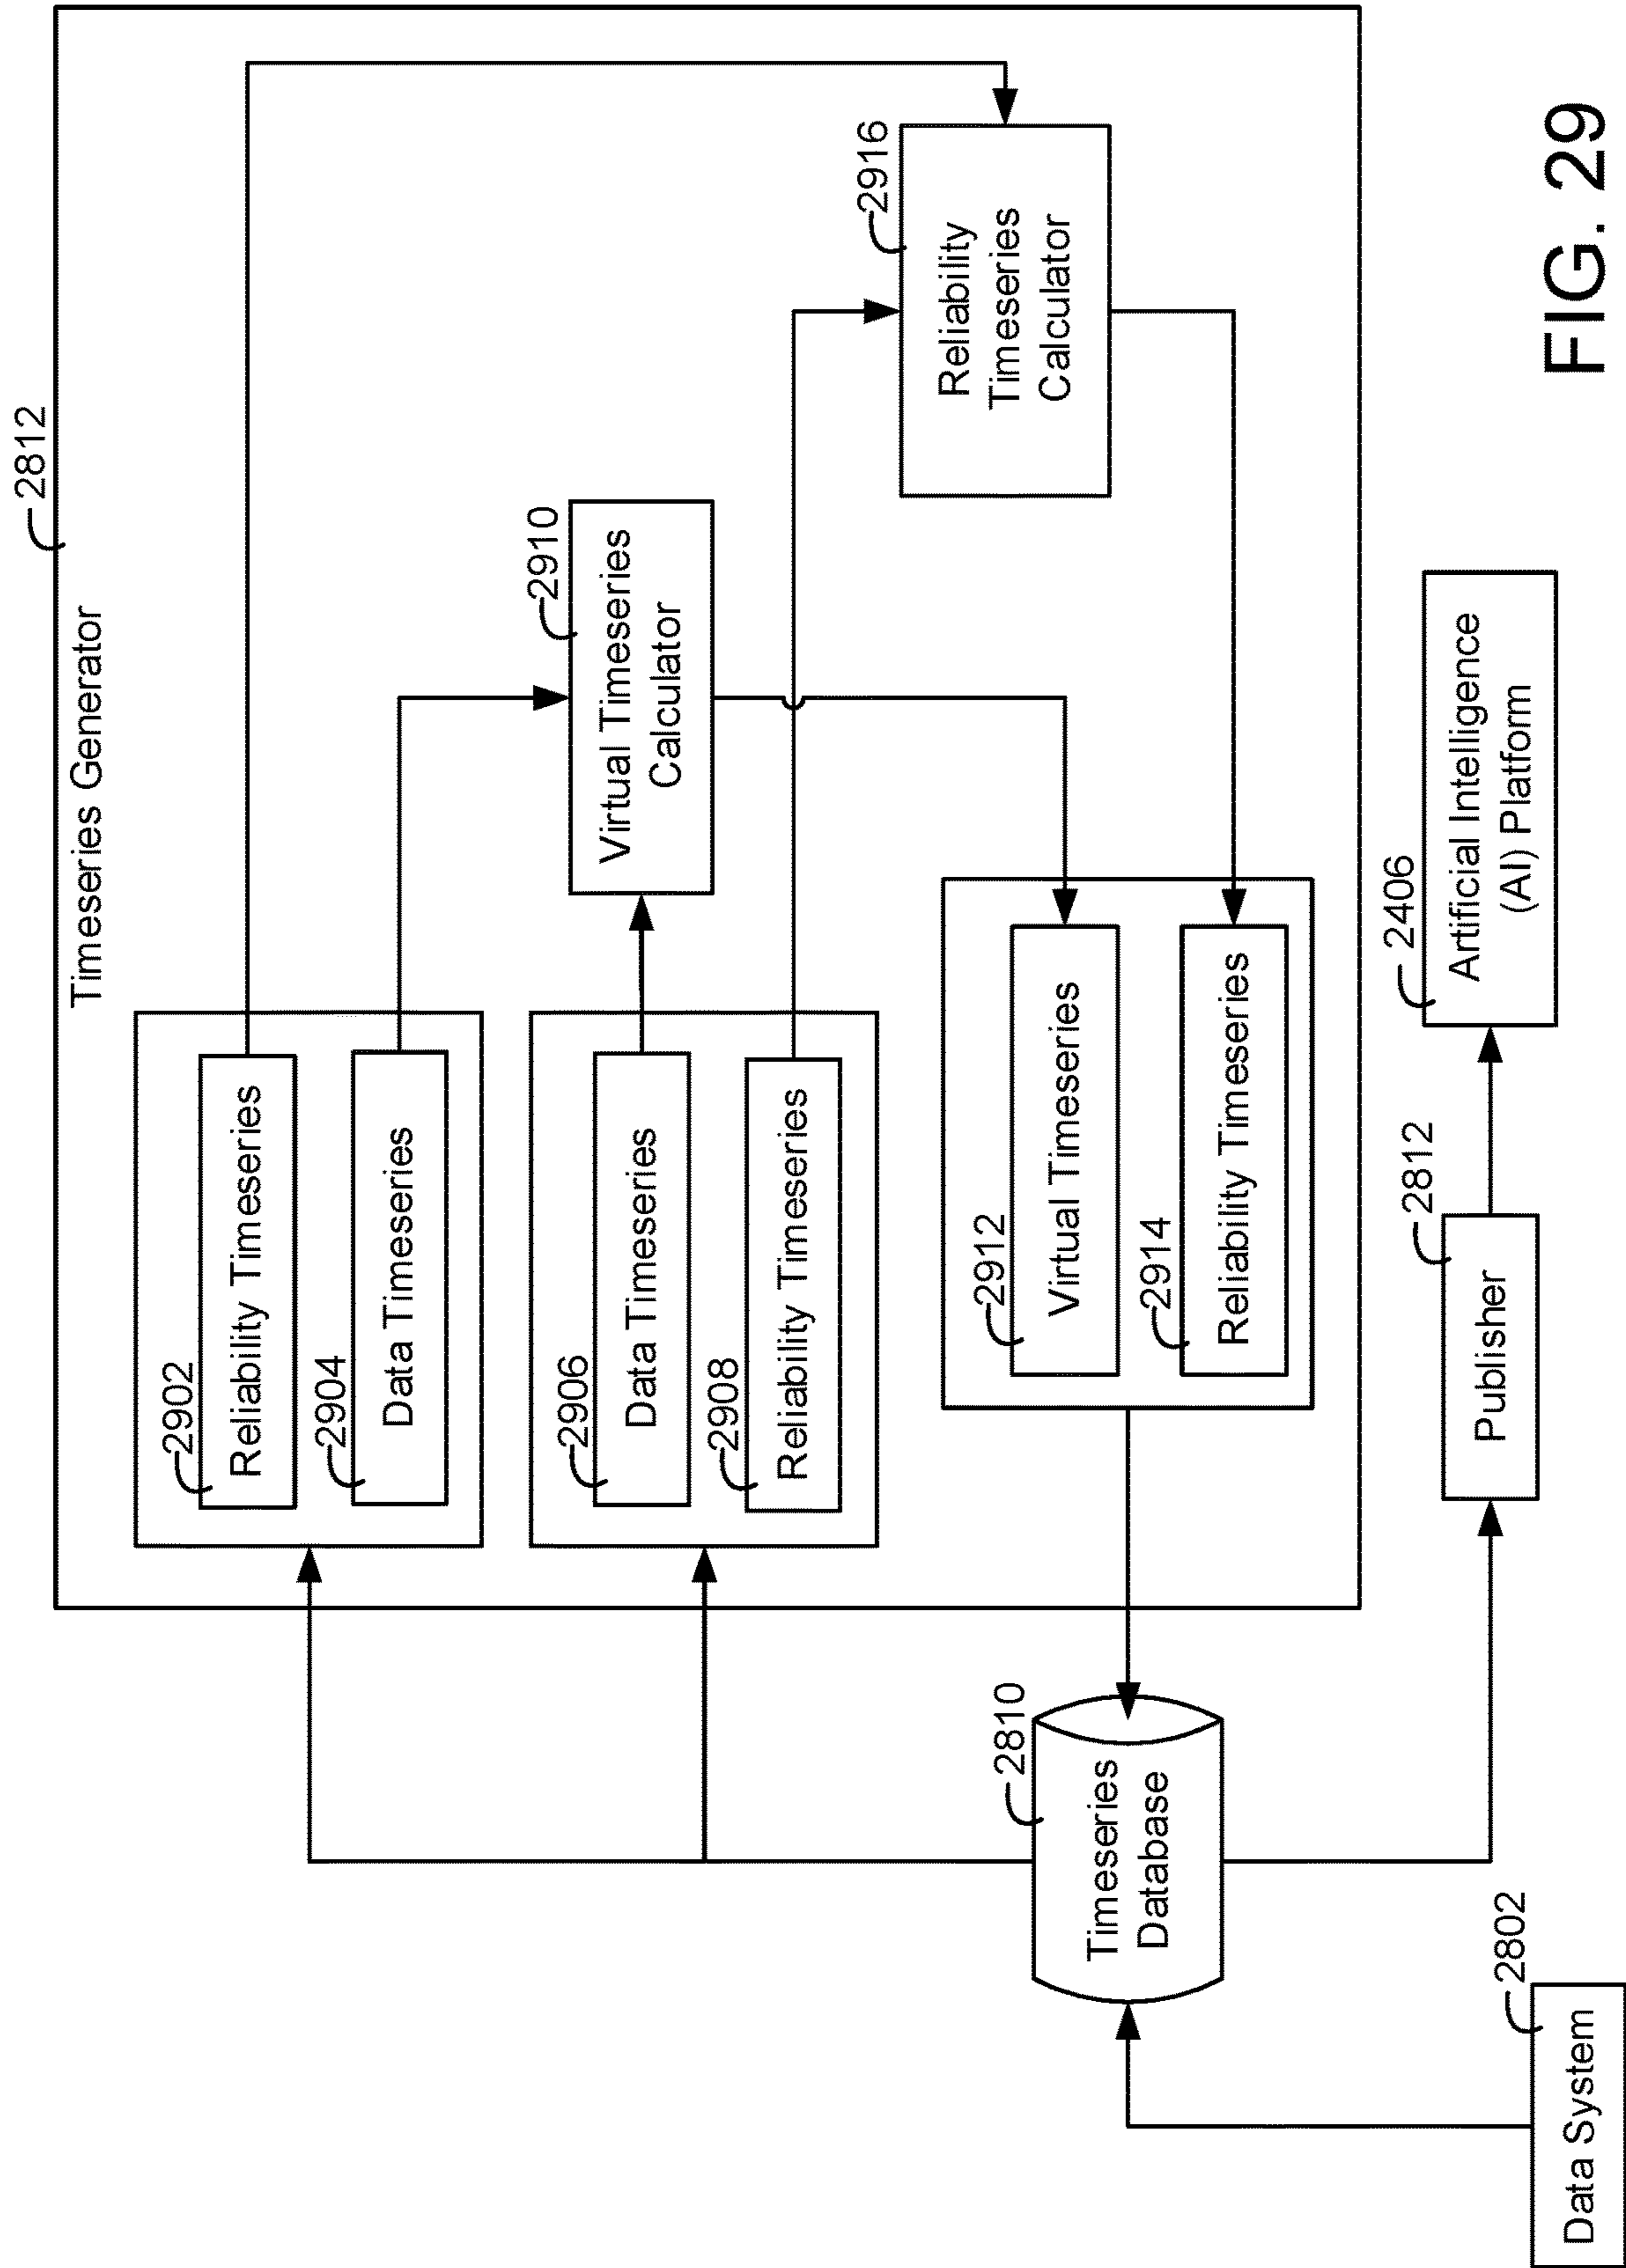 2812
Timeseries Generator
2902
Reliability Timeseries
2904
Data Timeseries
2906
Data Timeseries
2908
Reliability Timeseries
2910
Virtual Timeseries
Calculator
2916
Reliability
Timeseries
Calculator
2912
Virtual Timeseries
2914
Reliability Timeseries
2810
Timeseries
Database
2802
Data System
2812
Publisher
2406
Artificial Intelligence
(AI) Platform
FIG. 29